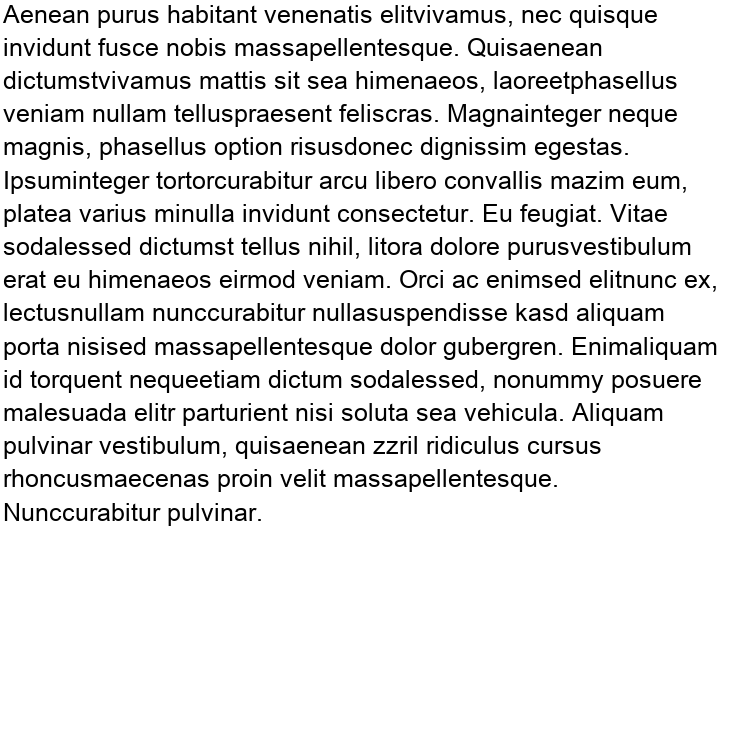 Aenean purus habitant venenatis elitvivamus, nec quisque
invidunt fusce nobis massapellentesque. Quisaenean
dictumstvivamus mattis sit sea himenaeos, laoreetphasellus
veniam nullam telluspraesent feliscras. Magnainteger neque
magnis, phasellus option risusdonec dignissim egestas.
Ipsuminteger tortorcurabitur arcu libero convallis mazim eum,
platea varius minulla invidunt consectetur. Eu feugiat. Vitae
sodalessed dictumst tellus nihil, litora dolore purusvestibulum
erat eu himenaeos eirmod veniam. Orci ac enimsed elitnunc ex,
lectusnullam nunccurabitur nullasuspendisse kasd aliquam
porta nisised massapellentesque dolor gubergren. Enimaliquam
id torquent nequeetiam dictum sodalessed, nonummy posuere
malesuada elitr parturient nisi soluta sea vehicula. Aliquam
pulvinar vestibulum, quisaenean zzril ridiculus cursus
rhoncusmaecenas proin velit massapellentesque.
Nunccurabitur pulvinar.